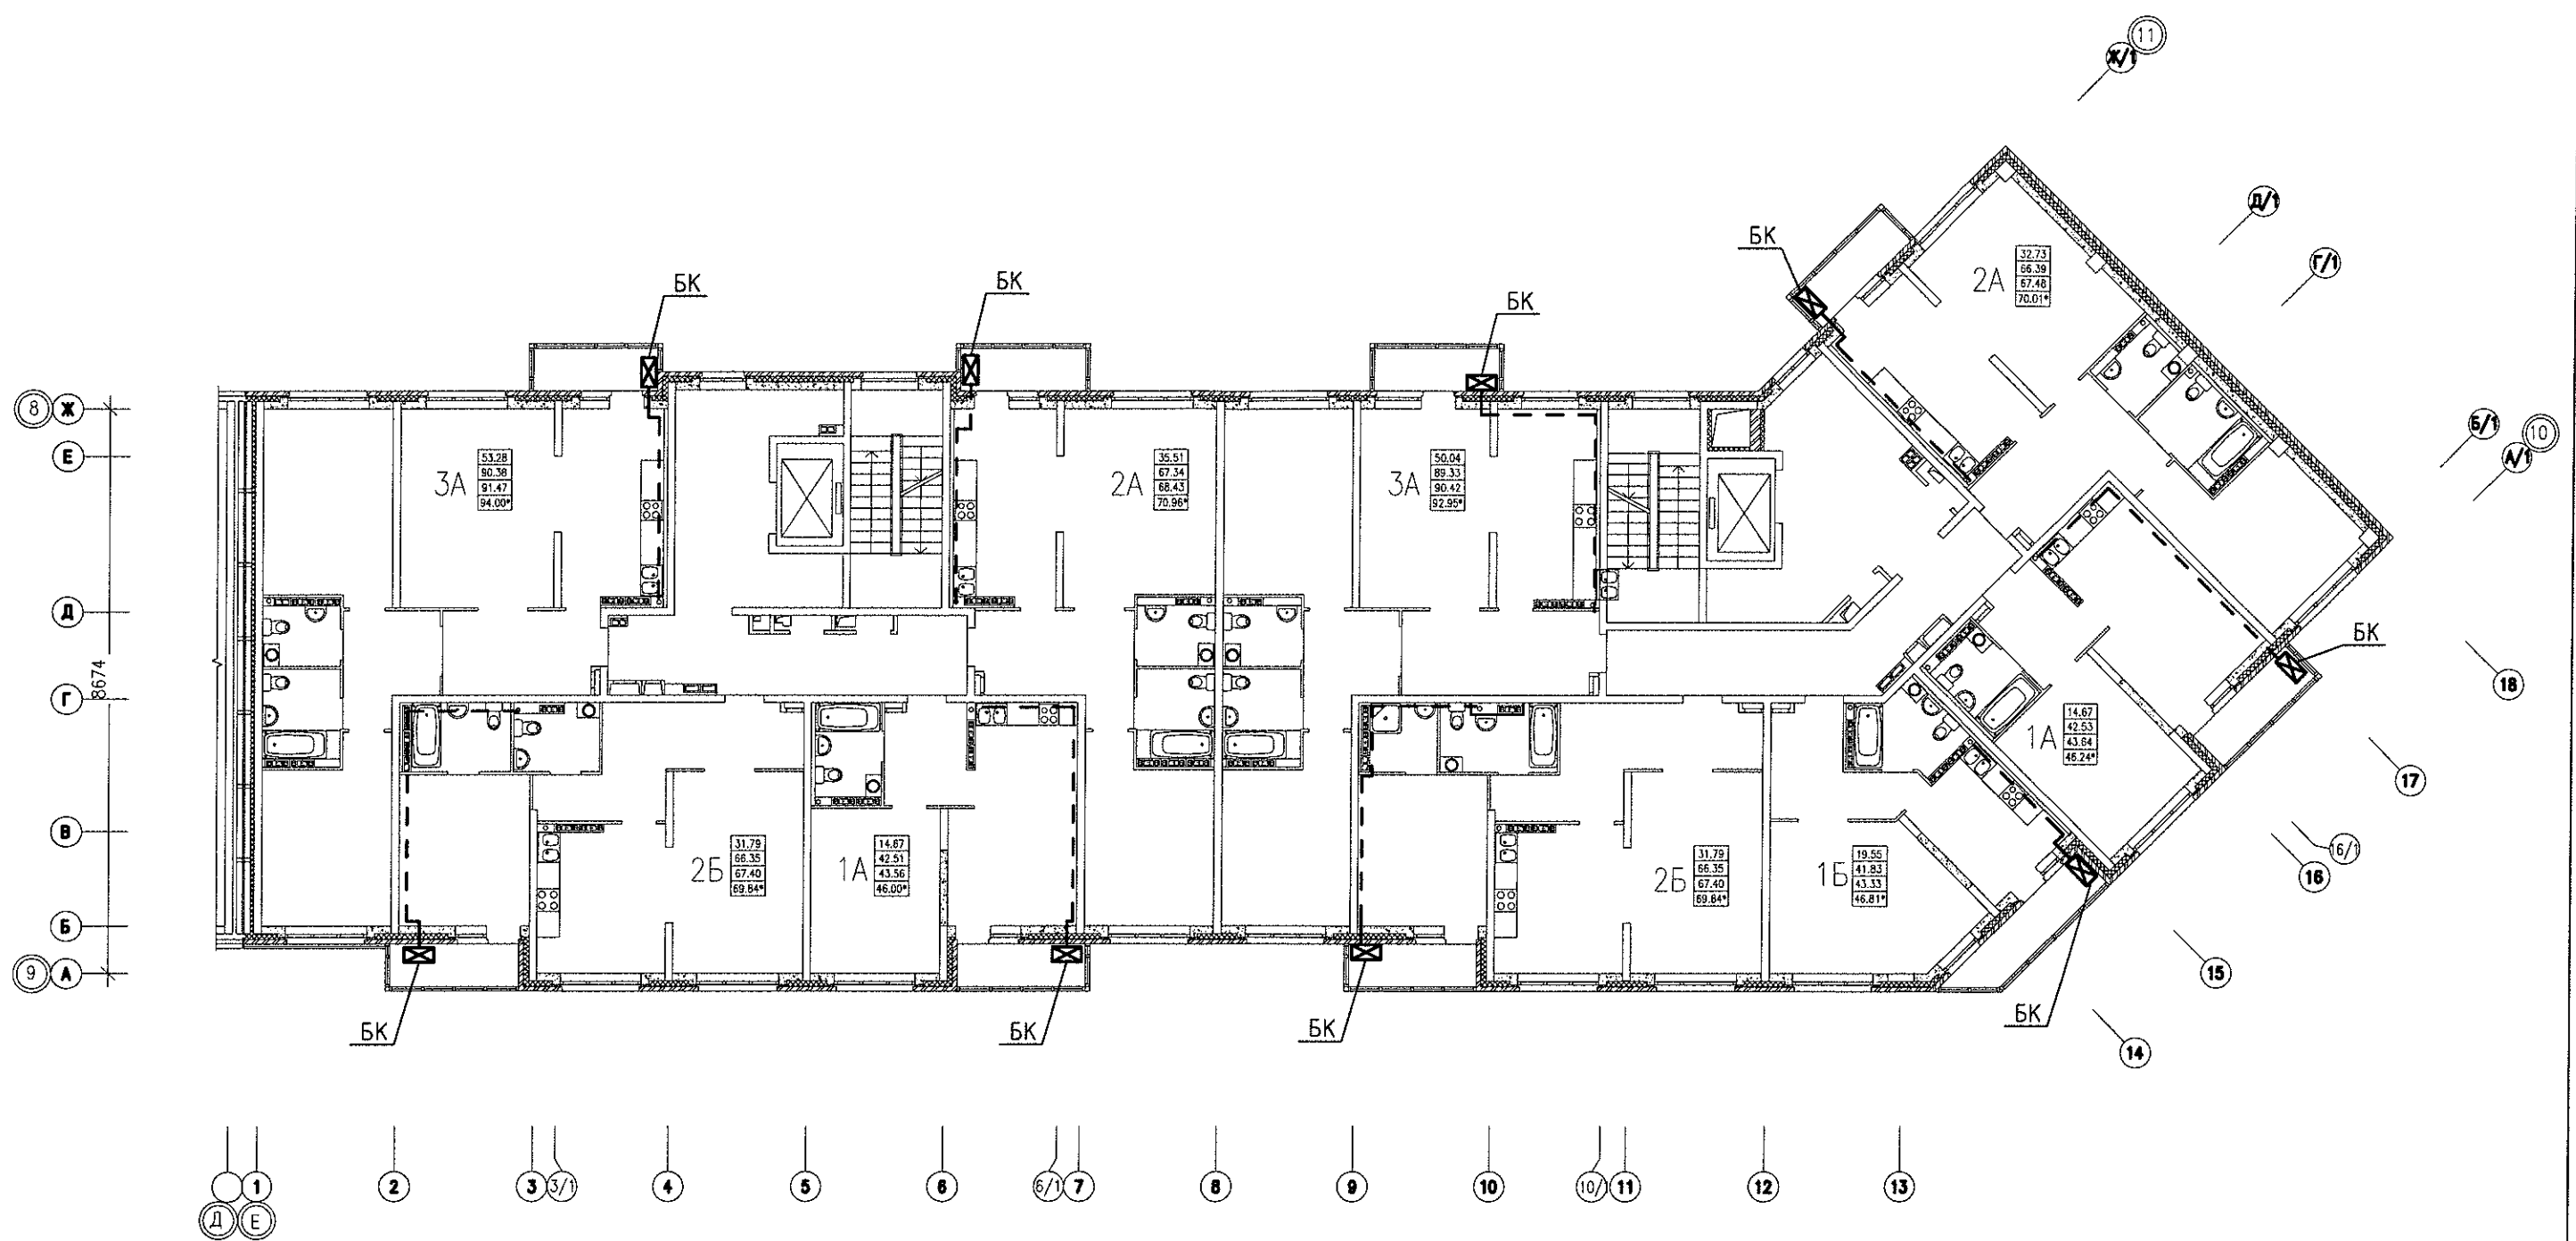 11
Ж/1
Д/1
Г/1
БК
2А
32.73
66.39
67.48
70.01*
БК
БК
БК
8
Ж
Е
Б/1
10
А/1
3А
53.28
90.38
91.47
94.00*
2А
35.51
67.34
68.43
70.96*
3А
50.04
89.33
90.42
92.95*
Д
8674
Г
БК
18
1А
14.67
42.53
43.64
46.24*
17
В
2Б
31.79
66.35
67.40
69.84*
1А
14.67
42.51
43.56
46.00*
2Б
31.79
66.35
67.40
69.84*
1Б
19.55
41.83
43.33
46.81*
16/1
16
Б
9
А
15
БК
БК
БК
БК
14
1
2
3
3/1
4
5
6
6/1
7
8
9
10
10/1
11
12
13
Д
Е